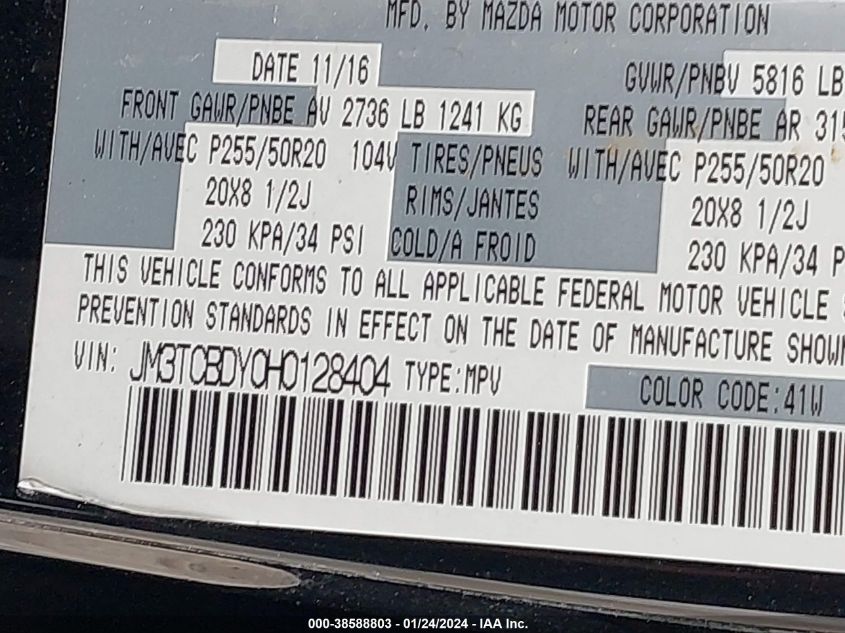 MFD. BY MAZDA MOTOR CORPORATION
DATE 11/16
GVWR/PNBV 5816 LB
FRONT GAWR/PNBE AV 2736 LB 1241 KG
REAR GAWR/PNBE AR 315
WITH/AVEC P255/50R20 104V TIRES/PNEUS WITH/AVEC P255/50R20
20X8 1/2J RIMS/JANTES 20X8 1/2J
230 KPA/34 PSI COLD/A FROID 230 KPA/34 P
THIS VEHICLE CONFORMS TO ALL APPLICABLE FEDERAL MOTOR VEHICLE
PREVENTION STANDARDS IN EFFECT ON THE DATE OF MANUFACTURE SHOWN
VIN: JM3TCBDY0H0128404 TYPE:MPV COLOR CODE:41W
000-38588803 - 01/24/2024 - IAA Inc.